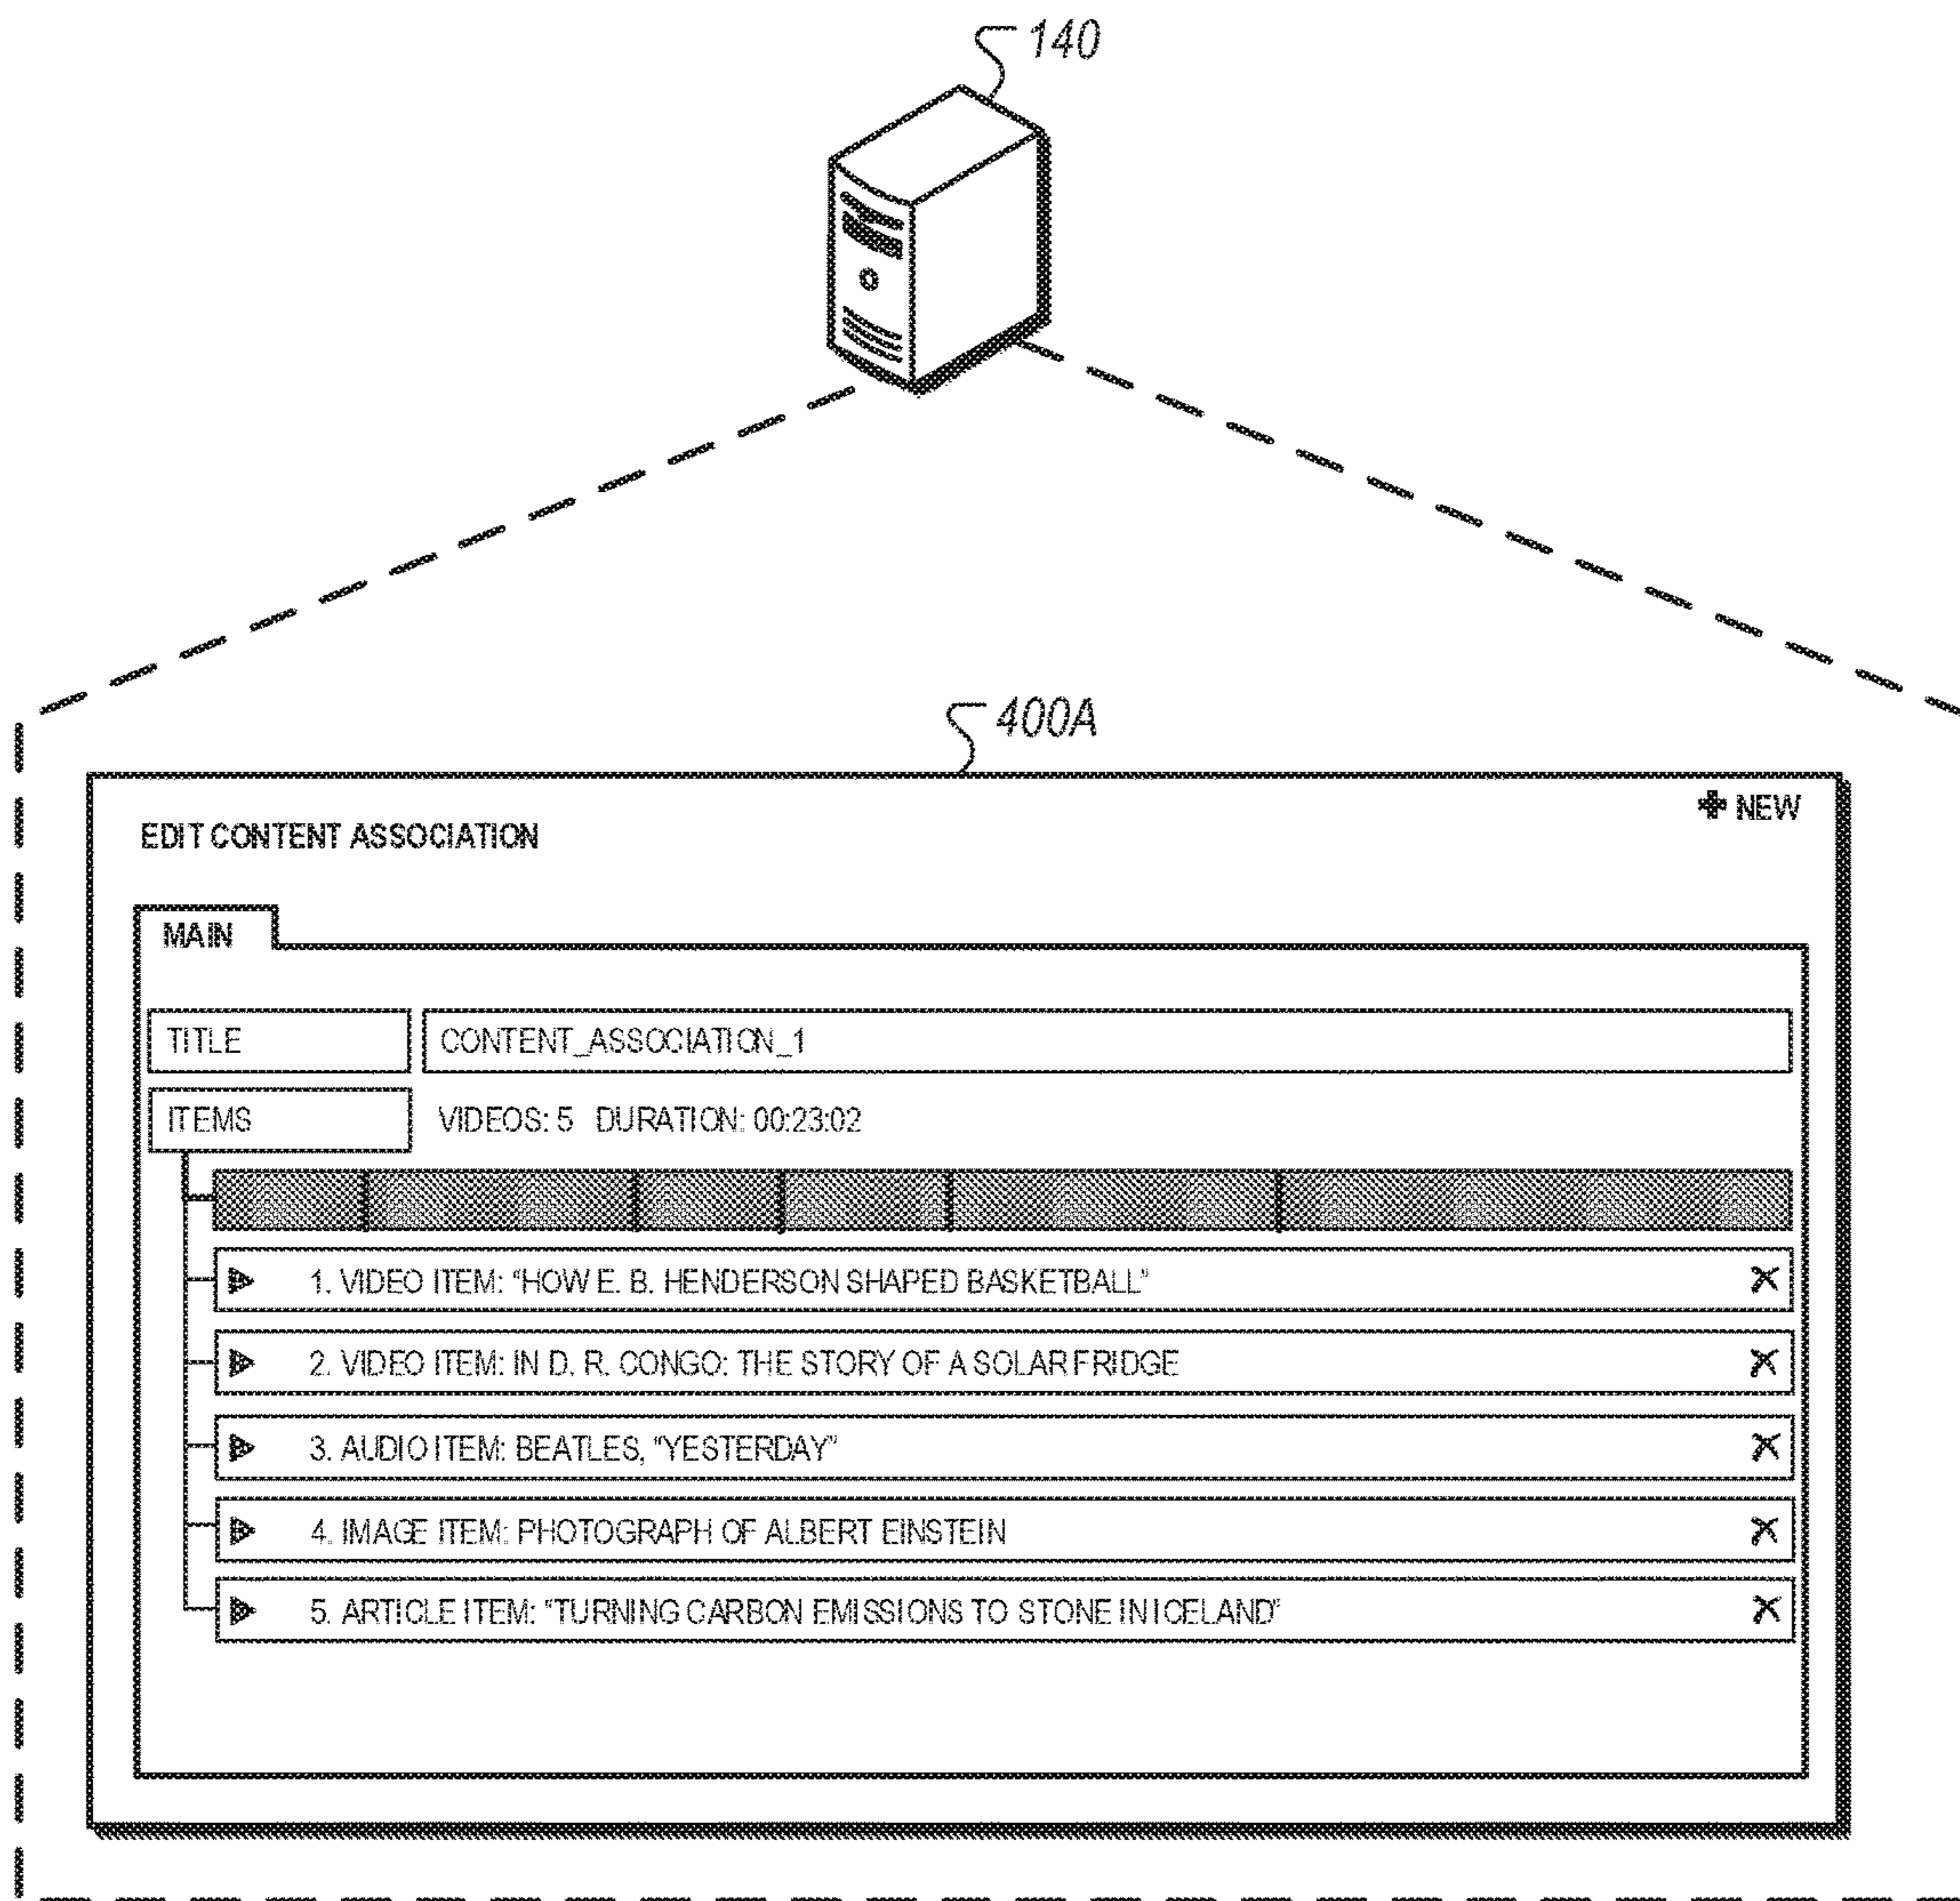 140
400A
✚ NEW
EDIT CONTENT ASSOCIATION
MAIN
TITLE CONTENT_ASSOCIATION_1
ITEMS VIDEOS: 5 DURATION: 00:23:02
1. VIDEO ITEM: “HOW E. B. HENDERSON SHAPED BASKETBALL”
2. VIDEO ITEM: IN D. R. CONGO: THE STORY OF A SOLAR FRIDGE
3. AUDIO ITEM: BEATLES, “YESTERDAY”
4. IMAGE ITEM: PHOTOGRAPH OF ALBERT EINSTEIN
5. ARTICLE ITEM: “TURNING CARBON EMISSIONS TO STONE IN ICELAND”